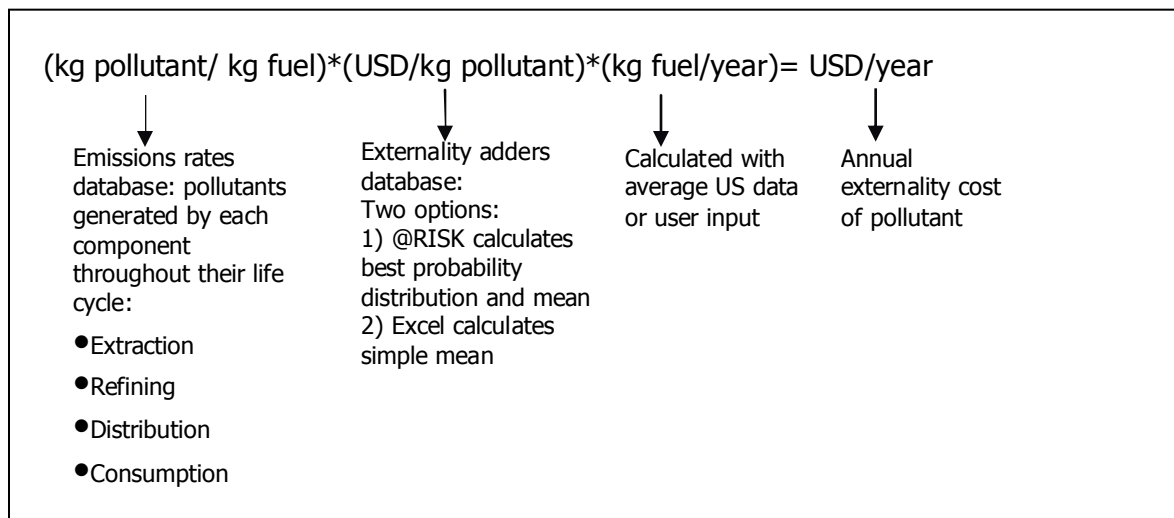 (kg pollutant/ kg fuel)*(USD/kg pollutant)*(kg fuel/year)= USD/year
Emissions rates
database: pollutants
generated by each
component
throughout their life
cycle:
●Extraction
●Refining
●Distribution
●Consumption
Externality adders
database:
Two options:
1) @RISK calculates
best probability
distribution and mean
2) Excel calculates
simple mean
Calculated with
average US data
or user input
Annual
externality cost
of pollutant